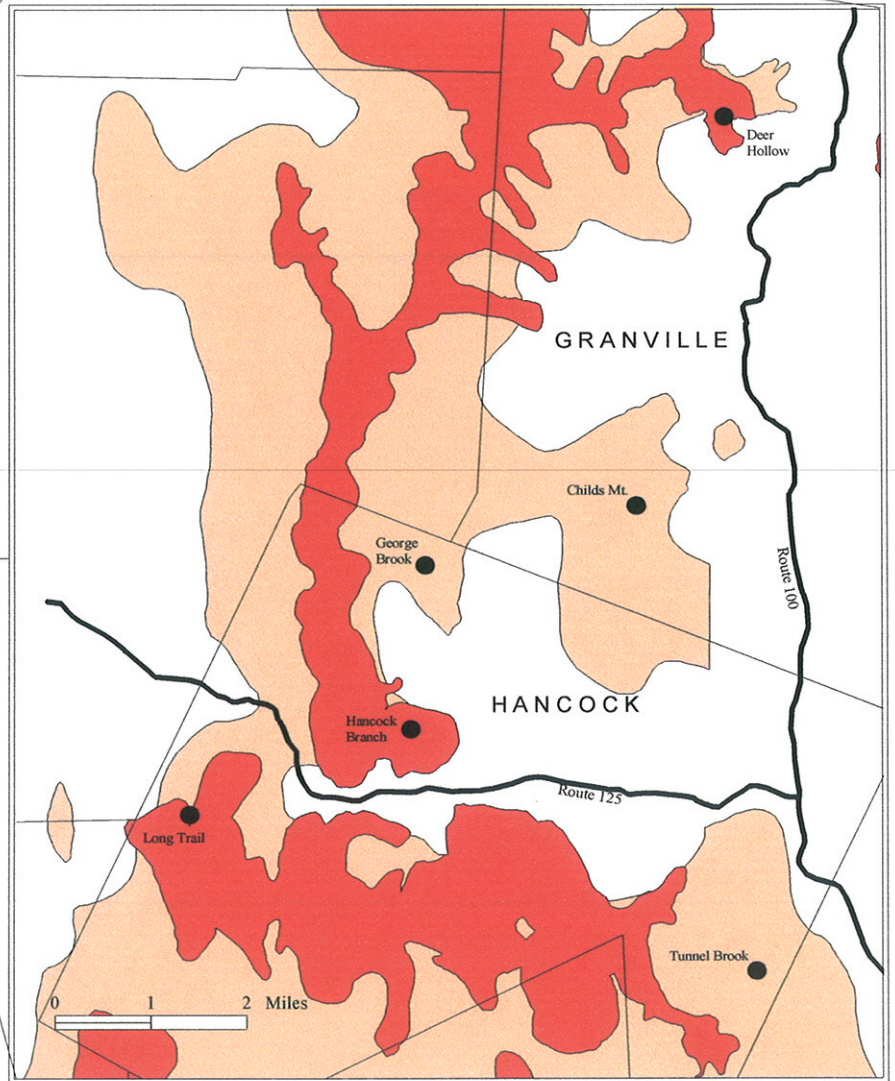 Deer
Hollow
GRANVILLE
Childs Mt.
George
Brook
Route 100
HANCOCK
Hancock
Branch
Route 125
Long Trail
Tunnel Brook
0 1 2 Miles